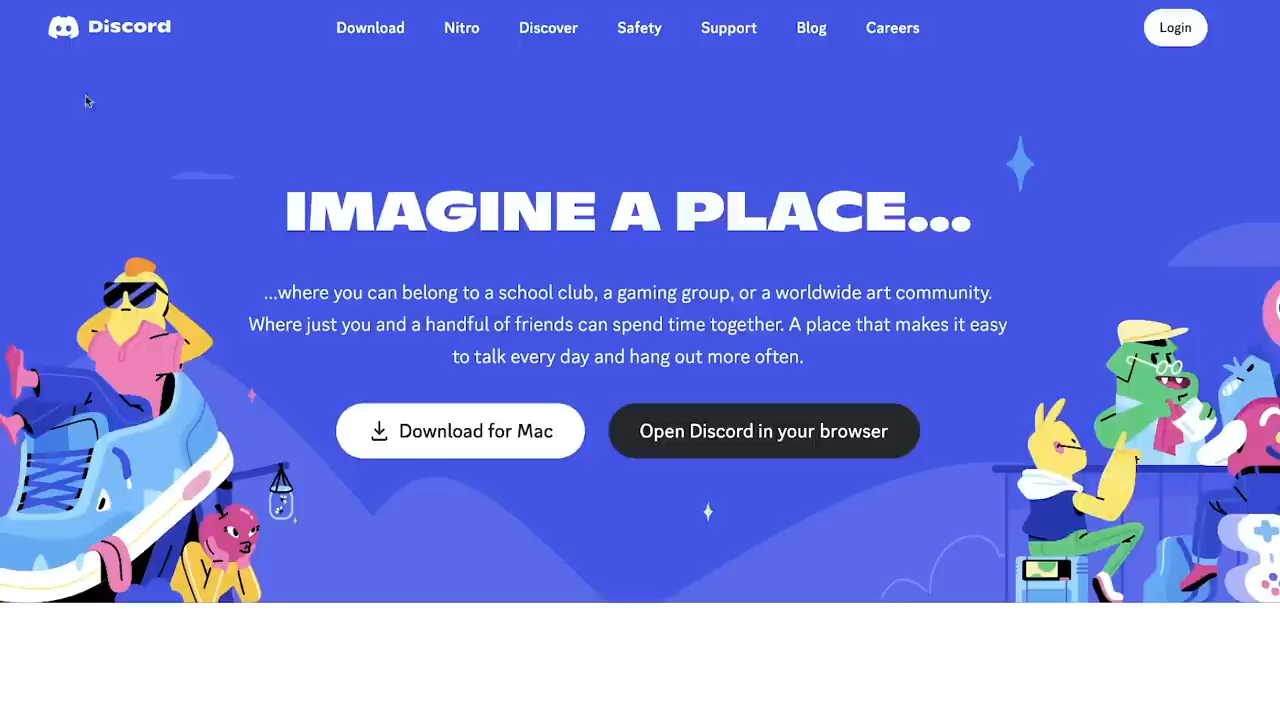 Discord
Download Nitro Discover Safety Support Blog Careers
Login
IMAGINE A PLACE...
...where you can belong to a school club, a gaming group, or a worldwide art community.
Where just you and a handful of friends can spend time together. A place that makes it easy
to talk every day and hang out more often.
Download for Mac
Open Discord in your browser